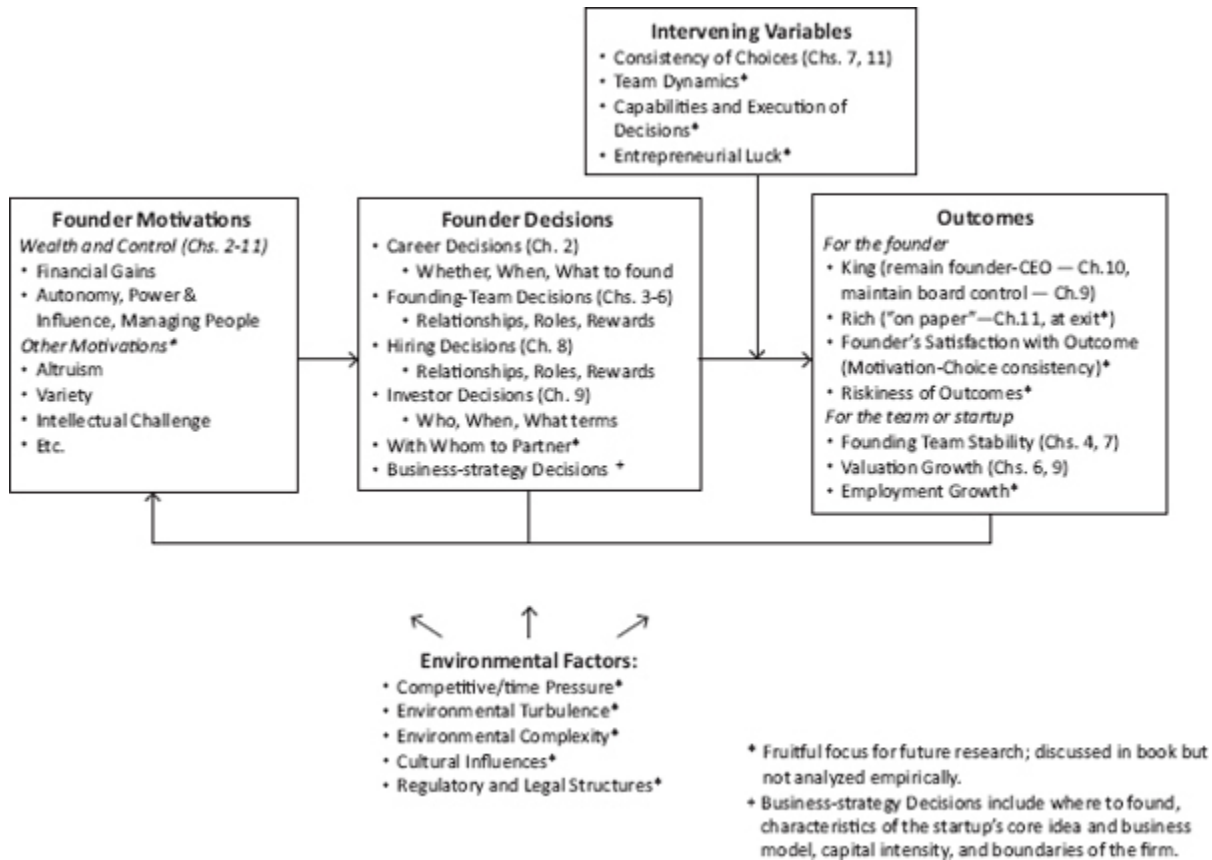 Intervening Variables
• Consistency of Choices (Chs. 7, 11)
• Team Dynamics♦
• Capabilities and Execution of
Decisions♦
• Entrepreneurial Luck♦
Founder Motivations
Wealth and Control (Chs. 2-11)
• Financial Gains
• Autonomy, Power &
Influence, Managing People
Other Motivations♦
• Altruism
• Variety
• Intellectual Challenge
• Etc.
Founder Decisions
• Career Decisions (Ch. 2)
• Whether, When, What to found
• Founding-Team Decisions (Chs. 3-6)
• Relationships, Roles, Rewards
• Hiring Decisions (Ch. 8)
• Relationships, Roles, Rewards
• Investor Decisions (Ch. 9)
• Who, When, What terms
• With Whom to Partner♦
• Business-strategy Decisions +
Outcomes
For the founder
• King (remain founder-CEO — Ch.10,
maintain board control — Ch.9)
• Rich ("on paper"—Ch.11, at exit♦)
• Founder's Satisfaction with Outcome
(Motivation-Choice consistency)♦
• Riskiness of Outcomes♦
For the team or startup
• Founding Team Stability (Chs. 4, 7)
• Valuation Growth (Chs. 6, 9)
• Employment Growth♦
Environmental Factors:
• Competitive/time Pressure♦
• Environmental Turbulence♦
• Environmental Complexity♦
• Cultural Influences♦
• Regulatory and Legal Structures♦
♦ Fruitful focus for future research; discussed in book but
not analyzed empirically.
+ Business-strategy Decisions include where to found,
characteristics of the startup's core idea and business
model, capital intensity, and boundaries of the firm.